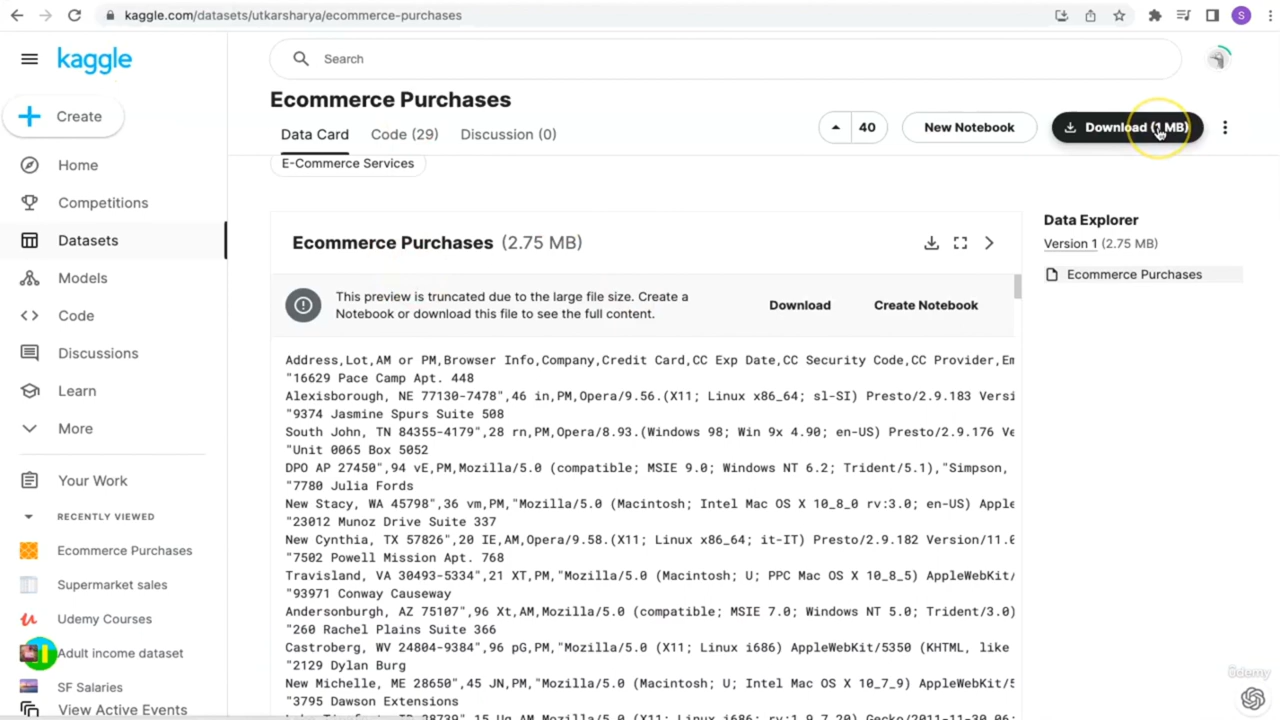 kaggle.com/datasets/utkarsharya/ecommerce-purchases
S
kaggle
Search
Create
Home
Competitions
Datasets
Models
Code
Discussions
Learn
More
Your Work
RECENTLY VIEWED
Ecommerce Purchases
Supermarket sales
Udemy Courses
Adult income dataset
SF Salaries
View Active Events
Ecommerce Purchases
Data Card Code (29) Discussion (0)
40 New Notebook Download (1 MB)
E-Commerce Services
Ecommerce Purchases (2.75 MB)
This preview is truncated due to the large file size. Create a
Notebook or download this file to see the full content.
Download Create Notebook
Address,Lot,AM or PM,Browser Info,Company,Credit Card,CC Exp Date,CC Security Code,CC Provider,Em
"16629 Pace Camp Apt. 448
Alexisborough, NE 77130-7478",46 in,PM,Opera/9.56.(X11; Linux x86_64; sl-SI) Presto/2.9.183 Versi
"9374 Jasmine Spurs Suite 508
South John, TN 84355-4179",28 rn,PM,Opera/8.93.(Windows 98; Win 9x 4.90; en-US) Presto/2.9.176 Ve
"Unit 0065 Box 5052
DPO AP 27450",94 vE,PM,Mozilla/5.0 (compatible; MSIE 9.0; Windows NT 6.2; Trident/5.1),"Simpson,
"7780 Julia Fords
New Stacy, WA 45798",36 vm,PM,"Mozilla/5.0 (Macintosh; Intel Mac OS X 10_8_0 rv:3.0; en-US) Apple
"23012 Munoz Drive Suite 337
New Cynthia, TX 57826",20 IE,AM,Opera/9.58.(X11; Linux x86_64; it-IT) Presto/2.9.182 Version/11.0
"7502 Powell Mission Apt. 768
Travisland, VA 30493-5334",21 XT,PM,"Mozilla/5.0 (Macintosh; U; PPC Mac OS X 10_8_5) AppleWebKit/
"93971 Conway Causeway
Andersonburgh, AZ 75107",96 Xt,AM,Mozilla/5.0 (compatible; MSIE 7.0; Windows NT 5.0; Trident/3.0)
"260 Rachel Plains Suite 366
Castroberg, WV 24804-9384",96 pG,PM,"Mozilla/5.0 (X11; Linux i686) AppleWebKit/5350 (KHTML, like
"2129 Dylan Burg
New Michelle, ME 28650",45 JN,PM,"Mozilla/5.0 (Macintosh; U; Intel Mac OS X 10_7_9) AppleWebKit/5
"3795 Dawson Extensions
Data Explorer
Version 1 (2.75 MB)
Ecommerce Purchases
ûdemy